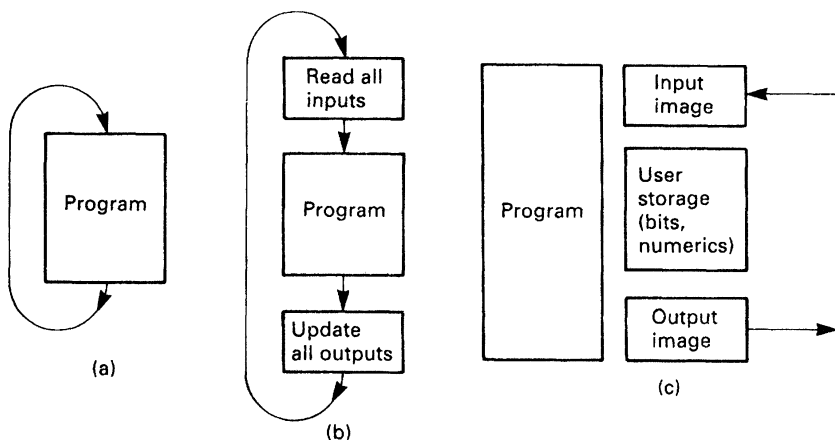 Program
(a)
Read all
inputs
Program
Update
all outputs
(b)
Program
Input
image
User
storage
(bits,
numerics)
Output
image
(c)